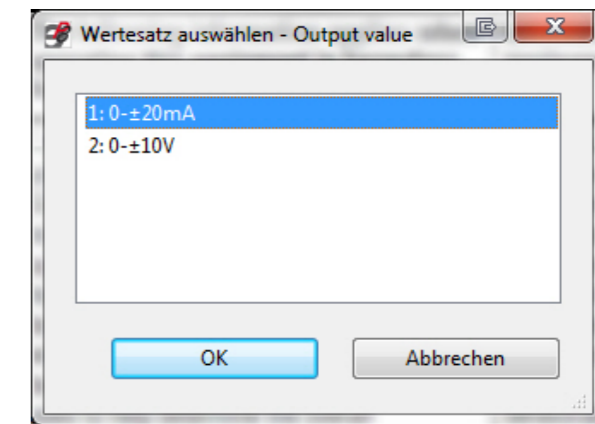 Wertesatz auswählen - Output value
1: 0-±20mA
2: 0-±10V
OK
Abbrechen